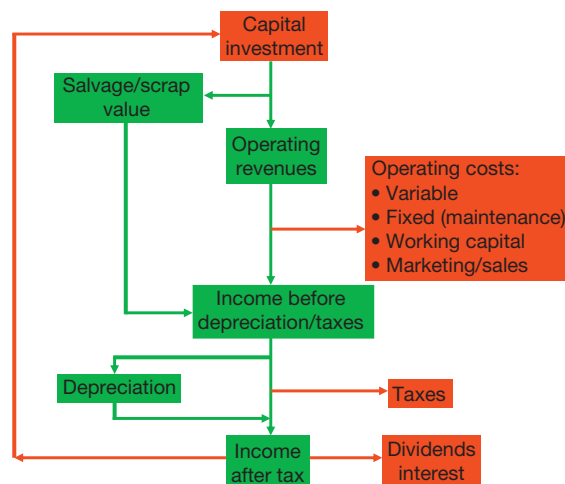 Capital
investment
Salvage/scrap
value
Operating
revenues
Operating costs:
• Variable
• Fixed (maintenance)
• Working capital
• Marketing/sales
Income before
depreciation/taxes
Depreciation
Taxes
Income
after tax
Dividends
interest